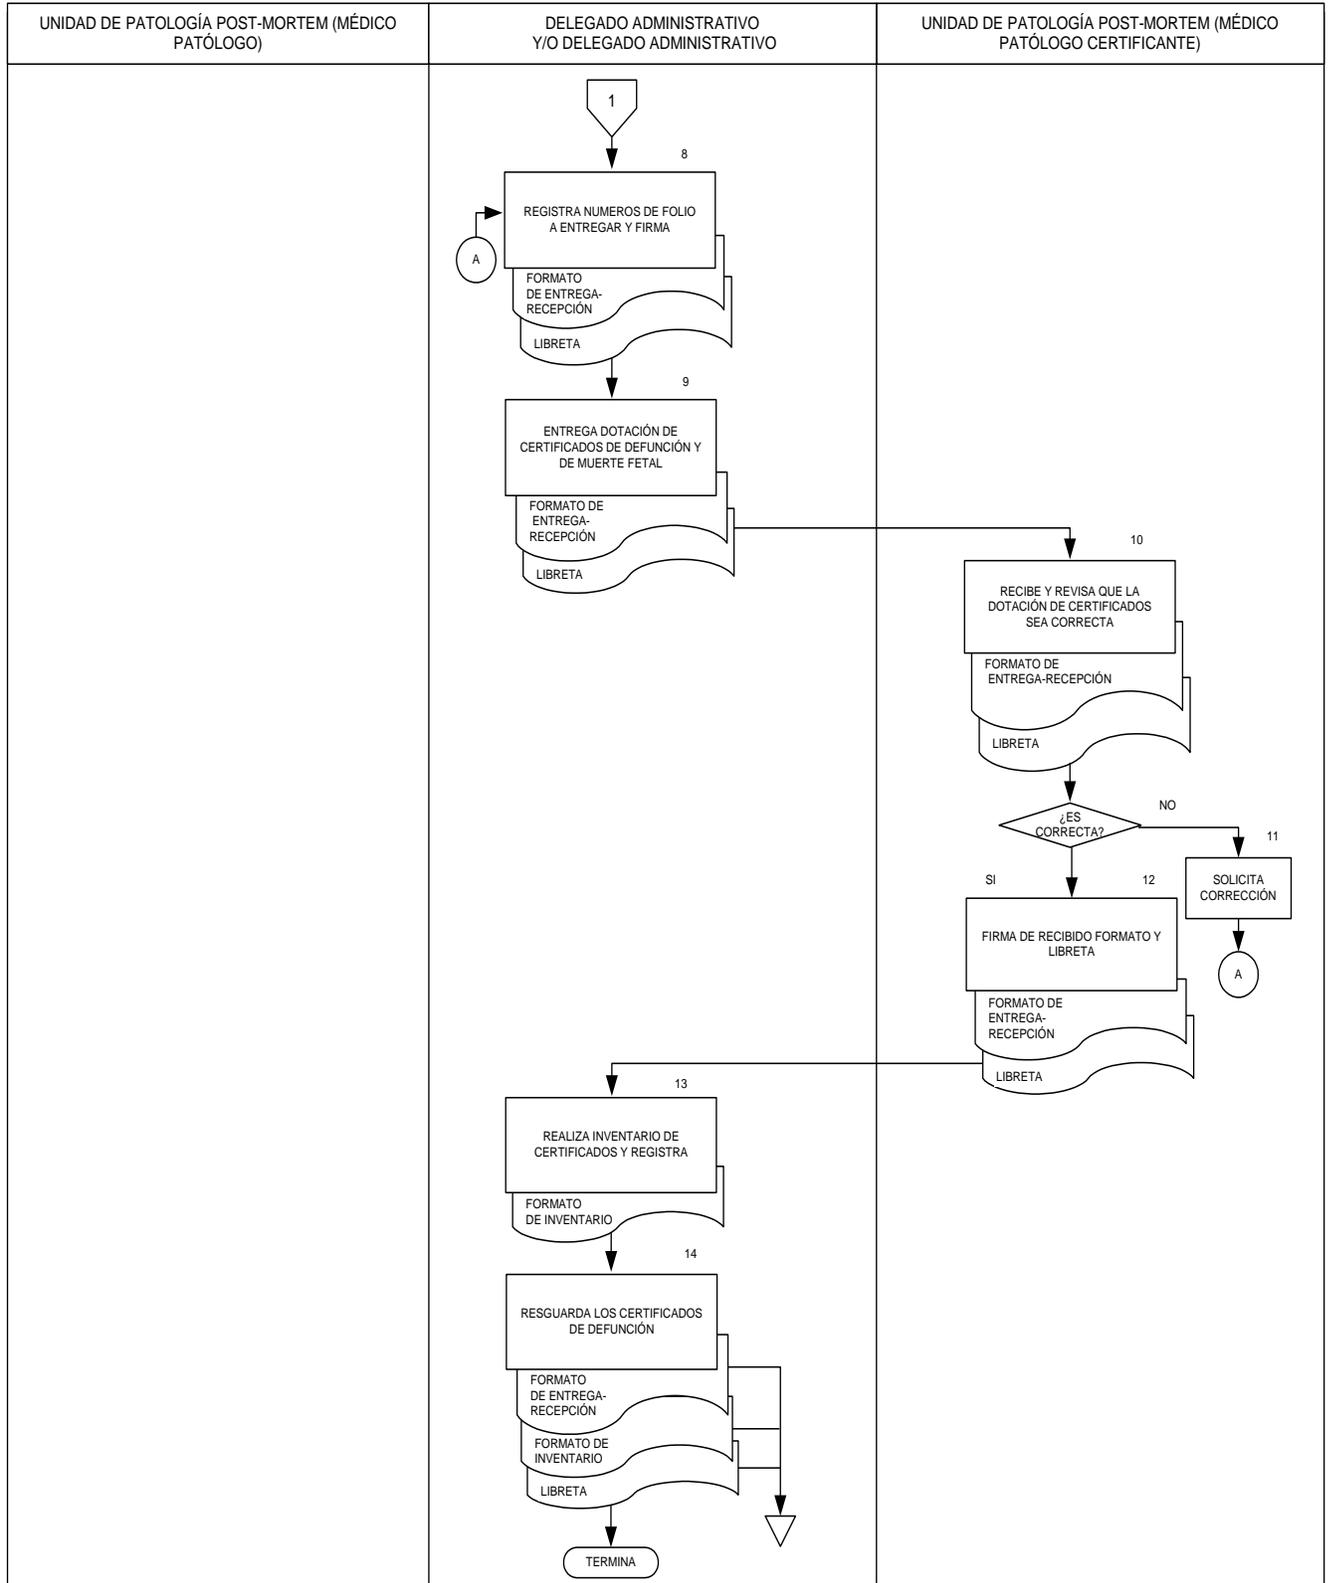 UNIDAD DE PATOLOGÍA POST-MORTEM (MÉDICO
PATÓLOGO)
DELEGADO ADMINISTRATIVO
Y/O DELEGADO ADMINISTRATIVO
UNIDAD DE PATOLOGÍA POST-MORTEM (MÉDICO
PATÓLOGO CERTIFICANTE)
1
8
REGISTRA NUMEROS DE FOLIO
A ENTREGAR Y FIRMA
A
FORMATO
DE ENTREGA-
RECEPCIÓN
LIBRETA
9
ENTREGA DOTACIÓN DE
CERTIFICADOS DE DEFUNCIÓN Y
DE MUERTE FETAL
FORMATO DE
ENTREGA-
RECEPCIÓN
LIBRETA
10
RECIBE Y REVISA QUE LA
DOTACIÓN DE CERTIFICADOS
SEA CORRECTA
FORMATO DE
ENTREGA-RECEPCIÓN
LIBRETA
¿ES
CORRECTA?
NO
11
SOLICITA
CORRECCIÓN
A
SI
12
FIRMA DE RECIBIDO FORMATO Y
LIBRETA
FORMATO DE
ENTREGA-
RECEPCIÓN
LIBRETA
13
REALIZA INVENTARIO DE
CERTIFICADOS Y REGISTRA
FORMATO
DE INVENTARIO
14
RESGUARDA LOS CERTIFICADOS
DE DEFUNCIÓN
FORMATO
DE ENTREGA-
RECEPCIÓN
FORMATO DE
INVENTARIO
LIBRETA
TERMINA